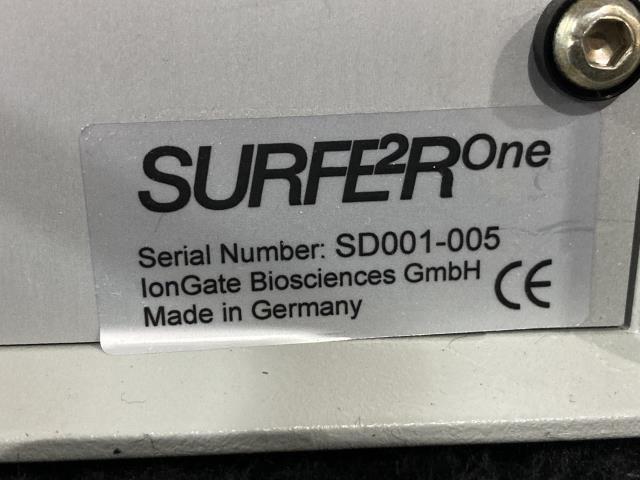 SURFE²R One
Serial Number: SD001-005
IonGate Biosciences GmbH
Made in Germany
CE